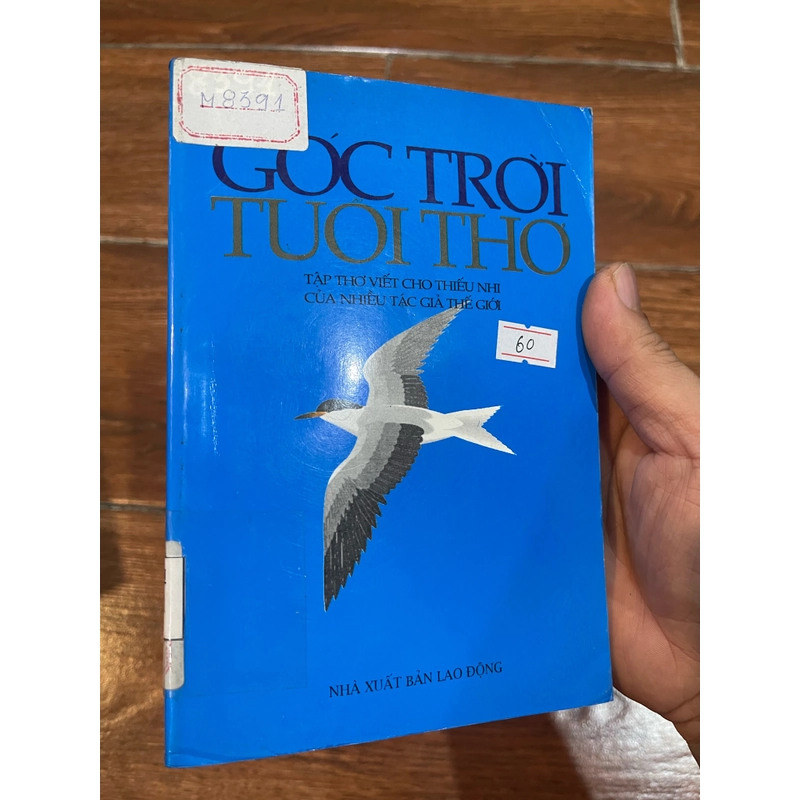 M8391
GÓC TRỜI
TUỔI THƠ
TẬP THƠ VIẾT CHO THIẾU NHI
CỦA NHIỀU TÁC GIẢ THẾ GIỚI
60
NHÀ XUẤT BẢN LAO ĐỘNG